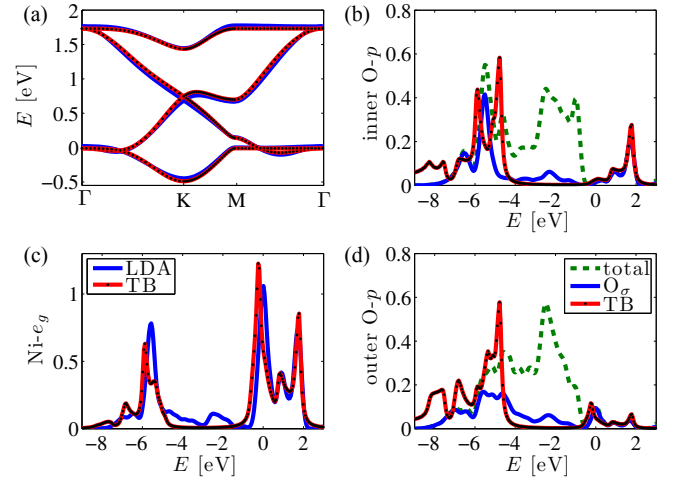 (a)
2
1.5
1
0.5
0
−0.5
E [eV]
Γ
K
M
Γ
(b)
0.8
0.6
0.4
0.2
0
inner O-p
−8
−6
−4
−2
0
2
E [eV]
(c)
LDA
TB
1
0.5
0
Ni-e_g
−8
−6
−4
−2
0
2
E [eV]
(d)
total
O_σ
TB
0.8
0.6
0.4
0.2
0
outer O-p
−8
−6
−4
−2
0
2
E [eV]